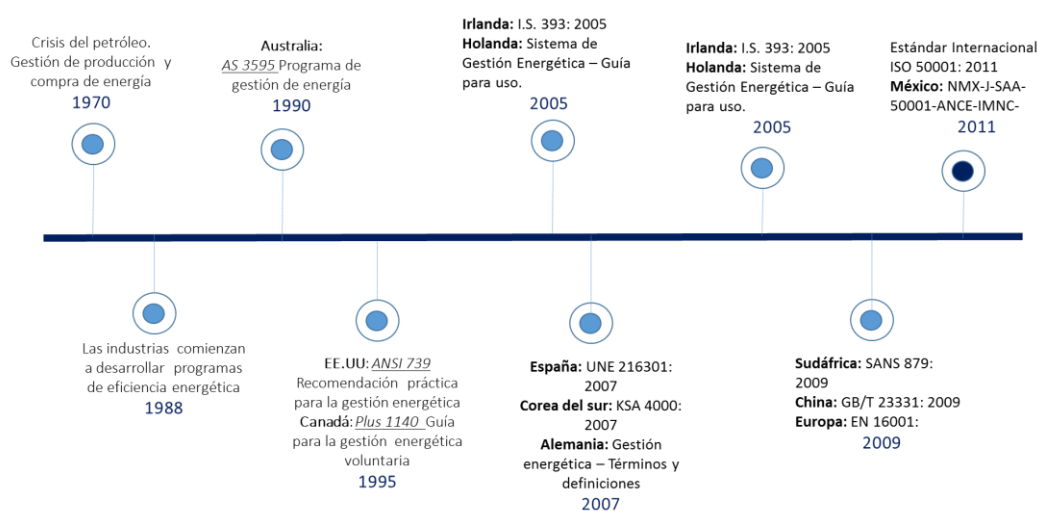 Crisis del petróleo.
Gestión de producción y
compra de energía
1970
Australia:
AS 3595 Programa de
gestión de energía
1990
Irlanda: I.S. 393: 2005
Holanda: Sistema de
Gestión Energética – Guía
para uso.
2005
Irlanda: I.S. 393: 2005
Holanda: Sistema de
Gestión Energética – Guía
para uso.
2005
Estándar Internacional
ISO 50001: 2011
México: NMX-J-SAA-
50001-ANCE-IMNC-
2011
Las industrias comienzan
a desarrollar programas
de eficiencia energética
1988
EE.UU: ANSI 739
Recomendación práctica
para la gestión energética
Canadá: Plus 1140 Guía
para la gestión energética
voluntaria
1995
España: UNE 216301:
2007
Corea del sur: KSA 4000:
2007
Alemania: Gestión
energética – Términos y
definiciones
2007
Sudáfrica: SANS 879:
2009
China: GB/T 23331: 2009
Europa: EN 16001:
2009